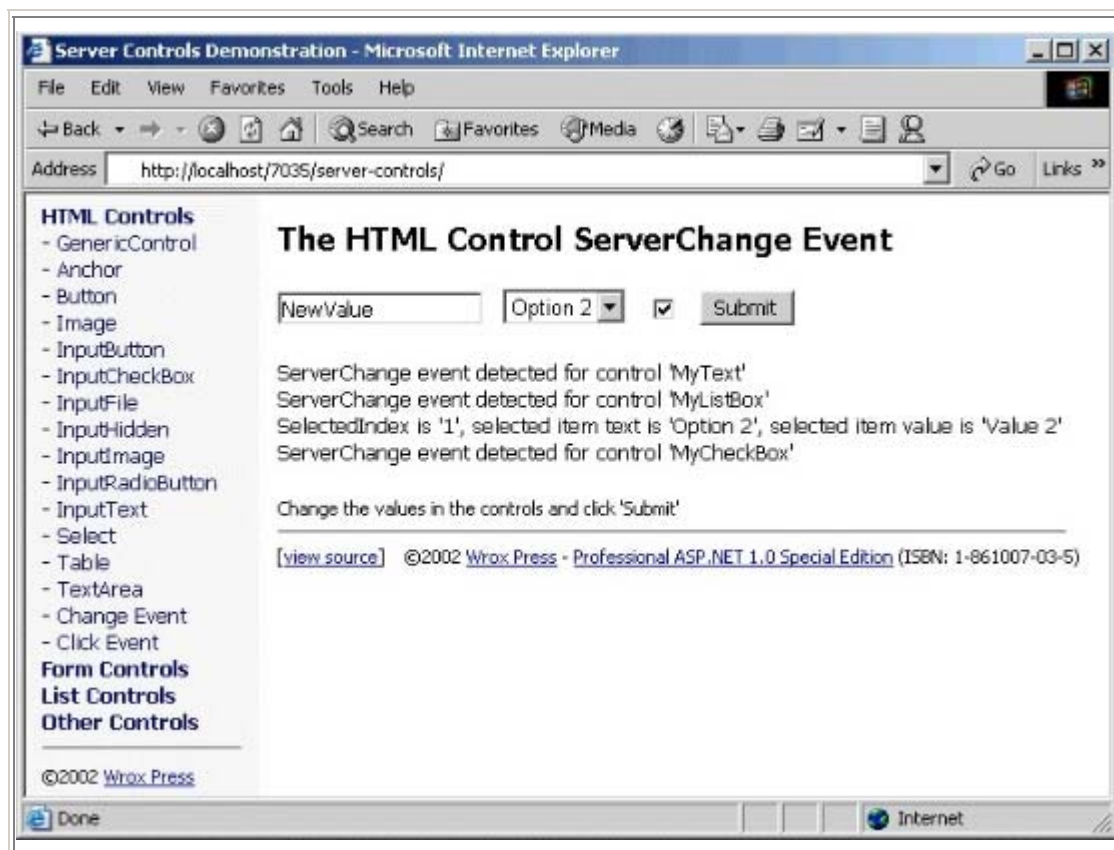 Server Controls Demonstration - Microsoft Internet Explorer
File Edit View Favorites Tools Help
Back Search Favorites Media
Address http://localhost/7035/server-controls/ Go Links »
HTML Controls
- GenericControl
- Anchor
- Button
- Image
- InputButton
- InputCheckBox
- InputFile
- InputHidden
- InputImage
- InputRadioButton
- InputText
- Select
- Table
- TextArea
- Change Event
- Click Event
Form Controls
List Controls
Other Controls
©2002 Wrox Press
The HTML Control ServerChange Event
NewValue Option 2 Submit
ServerChange event detected for control 'MyText'
ServerChange event detected for control 'MyListBox'
SelectedIndex is '1', selected item text is 'Option 2', selected item value is 'Value 2'
ServerChange event detected for control 'MyCheckBox'
Change the values in the controls and click 'Submit'
[view source] ©2002 Wrox Press - Professional ASP.NET 1.0 Special Edition (ISBN: 1-861007-03-5)
Done Internet